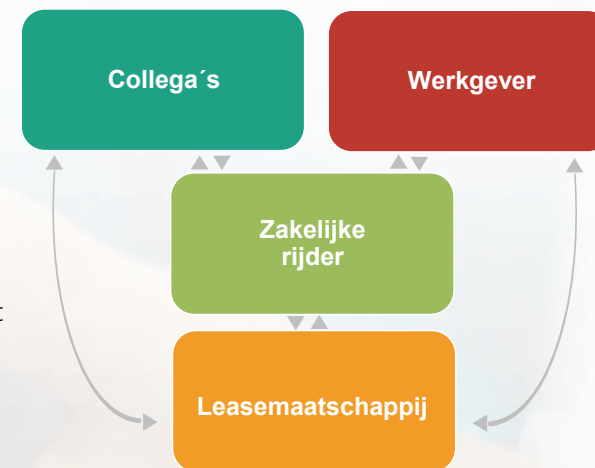 Collega´s
Werkgever
Zakelijke
rijder
t
Leasemaatschappij